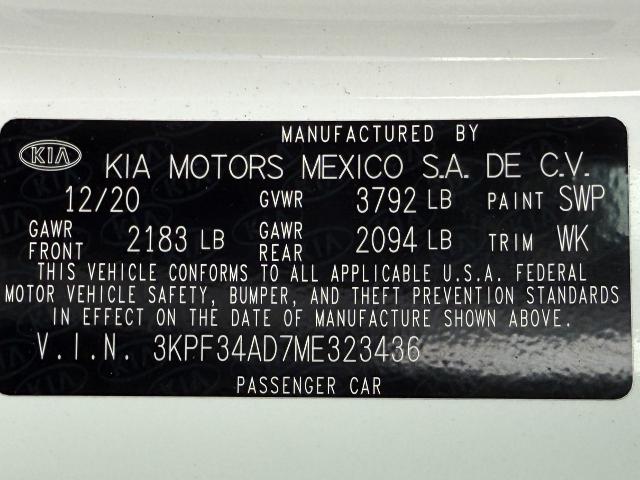 MANUFACTURED BY
KIA KIA MOTORS MEXICO S.A. DE C.V.
12/20 GVWR 3792 LB PAINT SWP
GAWR FRONT 2183 LB GAWR REAR 2094 LB TRIM WK
THIS VEHICLE CONFORMS TO ALL APPLICABLE U.S.A. FEDERAL
MOTOR VEHICLE SAFETY, BUMPER, AND THEFT PREVENTION STANDARDS
IN EFFECT ON THE DATE OF MANUFACTURE SHOWN ABOVE.
V.I.N. 3KPF34AD7ME323436
PASSENGER CAR